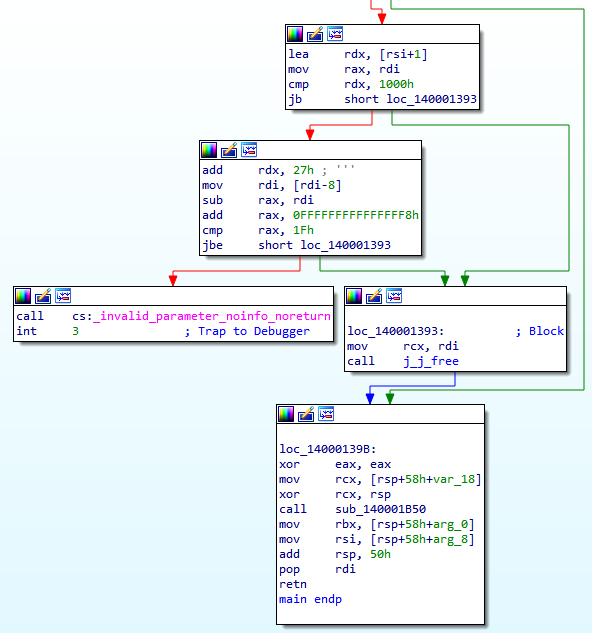 lea     rdx, [rsi+1]
mov     rax, rdi
cmp     rdx, 1000h
jb      short loc_140001393
add     rdx, 27h ; '''
mov     rdi, [rdi-8]
sub     rax, rdi
add     rax, 0FFFFFFFFFFFFFFF8h
cmp     rax, 1Fh
jbe     short loc_140001393
call    cs:_invalid_parameter_noinfo_noreturn
int     3               ; Trap to Debugger
loc_140001393:          ; Block
mov     rcx, rdi
call    j_j_free
loc_14000139B:
xor     eax, eax
mov     rcx, [rsp+58h+var_18]
xor     rcx, rsp
call    sub_140001B50
mov     rbx, [rsp+58h+arg_0]
mov     rsi, [rsp+58h+arg_8]
add     rsp, 50h
pop     rdi
retn
main endp